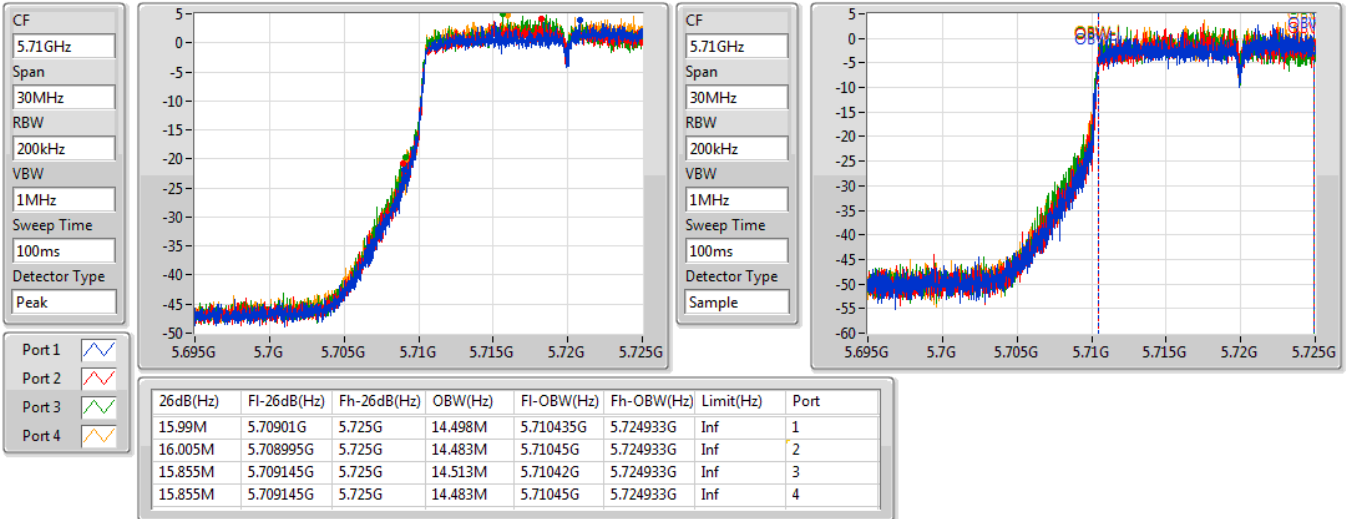 CF
5.71GHz
Span
30MHz
RBW
200kHz
VBW
1MHz
Sweep Time
100ms
Detector Type
Peak
5
0
-5
-10
-15
-20
-25
-30
-35
-40
-45
-50
5.695G 5.7G 5.705G 5.71G 5.715G 5.72G 5.725G
CF
5.71GHz
Span
30MHz
RBW
200kHz
VBW
1MHz
Sweep Time
100ms
Detector Type
Sample
5
0
-5
-10
-15
-20
-25
-30
-35
-40
-45
-50
-55
-60
5.695G 5.7G 5.705G 5.71G 5.715G 5.72G 5.725G
Port 1
Port 2
Port 3
Port 4
26dB(Hz) Fl-26dB(Hz) Fh-26dB(Hz) OBW(Hz) Fl-OBW(Hz) Fh-OBW(Hz) Limit(Hz) Port
15.99M 5.70901G 5.725G 14.498M 5.710435G 5.724933G Inf 1
16.005M 5.708995G 5.725G 14.483M 5.71045G 5.724933G Inf 2
15.855M 5.709145G 5.725G 14.513M 5.71042G 5.724933G Inf 3
15.855M 5.709145G 5.725G 14.483M 5.71045G 5.724933G Inf 4